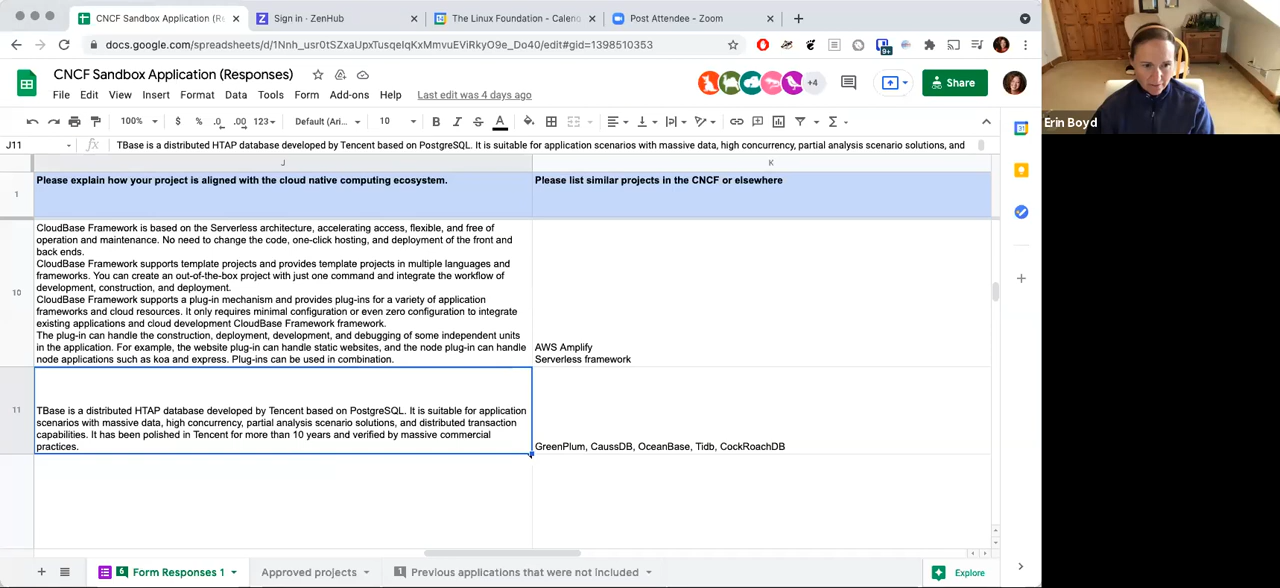 CNCF Sandbox Application (Re
Sign in · ZenHub
The Linux Foundation - Calend
Post Attendee - Zoom
docs.google.com/spreadsheets/d/1Nnh_usr0tSZxaUpxTusqeIqKxMmvuEViRkyO9e_Do40/edit#gid=1398510353
9+
CNCF Sandbox Application (Responses)
File Edit View Insert Format Data Tools Form Add-ons Help Last edit was 4 days ago
+4
Share
100% $ % .0 .00 123 Default (Ari... 10 B I S A
J11 fx TBase is a distributed HTAP database developed by Tencent based on PostgreSQL. It is suitable for application scenarios with massive data, high concurrency, partial analysis scenario solutions, and
J K
1
Please explain how your project is aligned with the cloud native computing ecosystem.
Please list similar projects in the CNCF or elsewhere
10
CloudBase Framework is based on the Serverless architecture, accelerating access, flexible, and free of
operation and maintenance. No need to change the code, one-click hosting, and deployment of the front and
back ends.
CloudBase Framework supports template projects and provides template projects in multiple languages and
frameworks. You can create an out-of-the-box project with just one command and integrate the workflow of
development, construction, and deployment.
CloudBase Framework supports a plug-in mechanism and provides plug-ins for a variety of application
frameworks and cloud resources. It only requires minimal configuration or even zero configuration to integrate
existing applications and cloud development CloudBase Framework framework.
The plug-in can handle the construction, deployment, development, and debugging of some independent units
in the application. For example, the website plug-in can handle static websites, and the node plug-in can handle
node applications such as koa and express. Plug-ins can be used in combination.
AWS Amplify
Serverless framework
11
TBase is a distributed HTAP database developed by Tencent based on PostgreSQL. It is suitable for application
scenarios with massive data, high concurrency, partial analysis scenario solutions, and distributed transaction
capabilities. It has been polished in Tencent for more than 10 years and verified by massive commercial
practices.
GreenPlum, CaussDB, OceanBase, Tidb, CockRoachDB
6 Form Responses 1
Approved projects
1 Previous applications that were not included
Explore
Erin Boyd